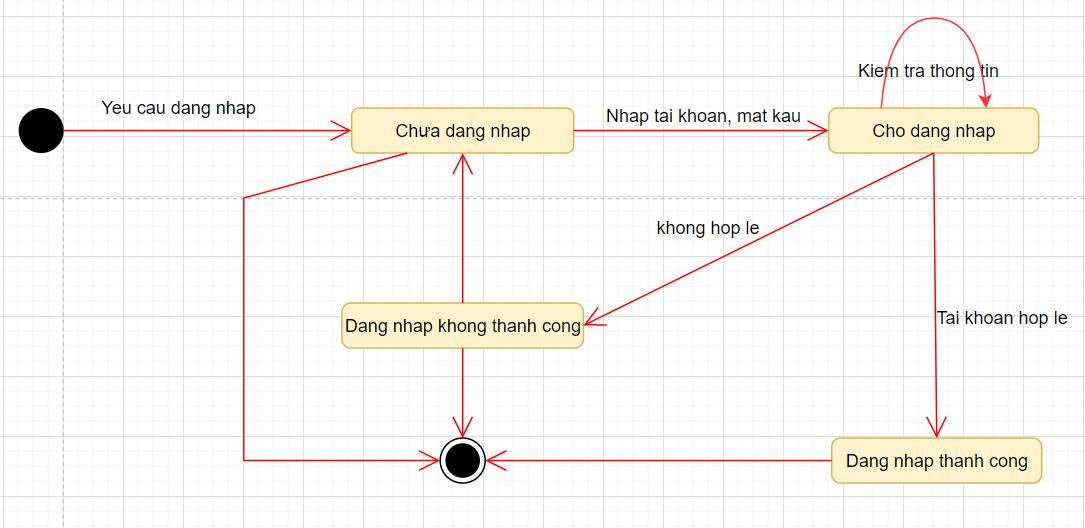 Kiem tra thong tin
Yeu cau dang nhap
Chưa dang nhap
Nhap tai khoan, mat kau
Cho dang nhap
khong hop le
Tai khoan hop le
Dang nhap khong thanh cong
Dang nhap thanh cong